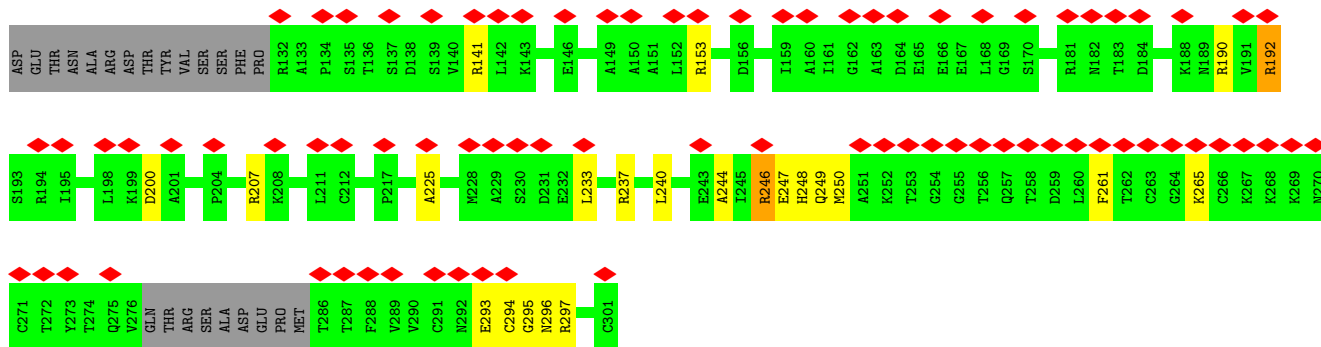 ASP GLU THR ASN ALA ARG ASP THR TYR VAL SER SER PHE PRO R132 A133 P134 S135 T136 S137 D138 S139 V140 R141 L142 K143 E146 A149 A150 A151 L152 R153 D156 I159 A160 I161 G162 A163 D164 E165 E166 E167 L168 G169 S170 R181 N182 T183 D184 K188 N189 R190 V191 R192
S193 R194 I195 L198 K199 D200 A201 P204 R207 K208 L211 C212 P217 A225 M228 A229 S230 D231 E232 L233 R237 L240 E243 A244 I245 R246 E247 H248 Q249 M250 A251 K252 T253 G254 G255 T256 Q257 T258 D259 L260 F261 T262 C263 G264 K265 C266 K267 K268 K269 N270
C271 T272 Y273 T274 Q275 V276 GLN THR ARG SER ALA ASP GLU PRO MET T286 T287 F288 V289 V290 C291 N292 E293 C294 G295 N296 R297 C301